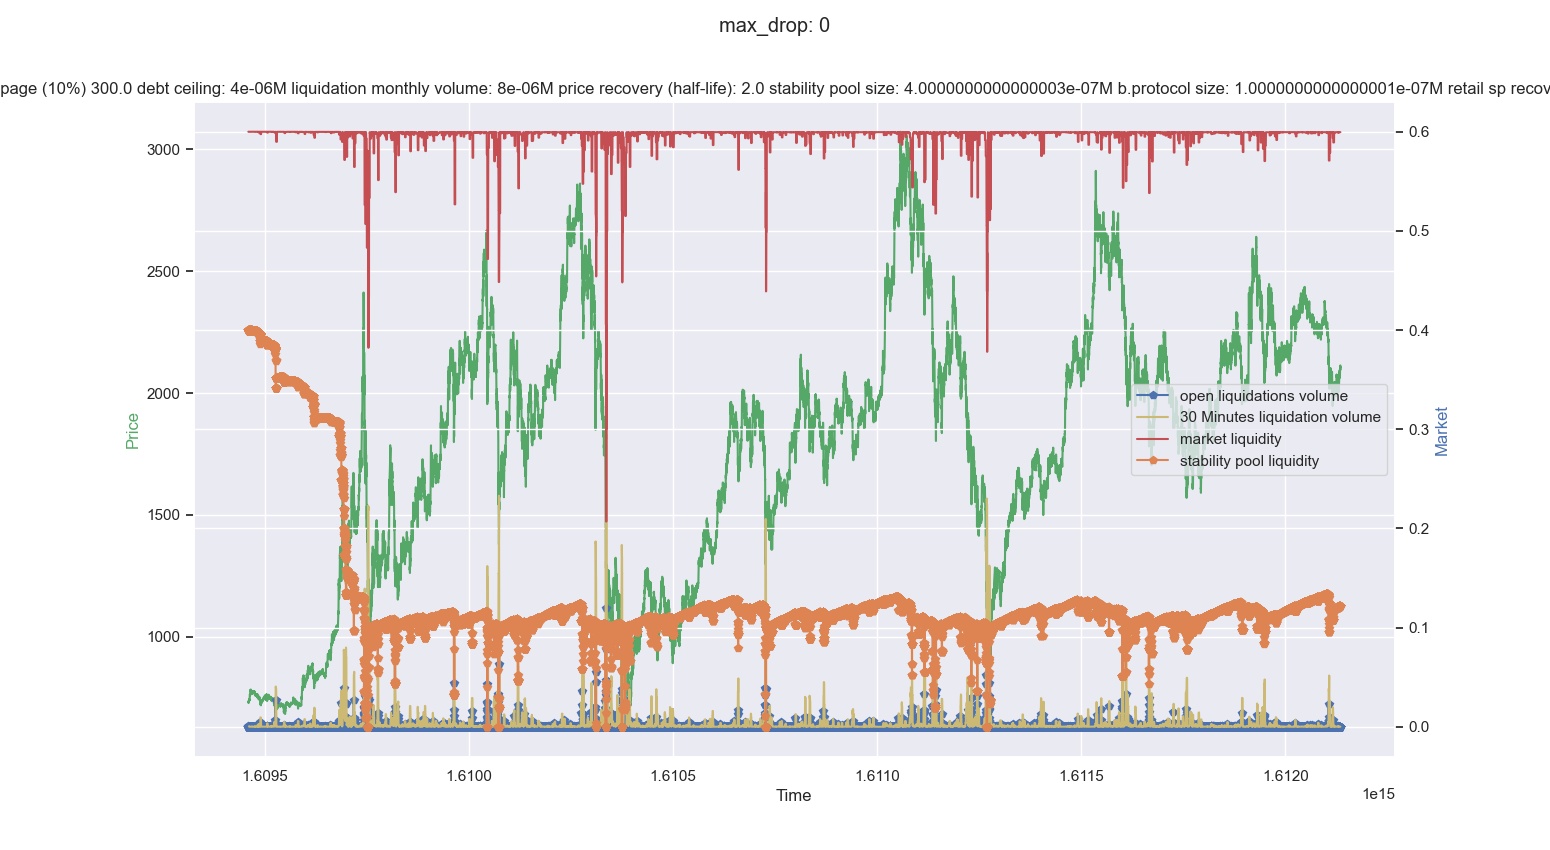 max_drop: 0
page (10%) 300.0 debt ceiling: 4e-06M liquidation monthly volume: 8e-06M price recovery (half-life): 2.0 stability pool size: 4.0000000000000003e-07M b.protocol size: 1.0000000000000001e-07M retail sp recov
3000
2500
2000
1500
1000
Price
0.6
0.5
0.4
0.3
0.2
0.1
0.0
Market
open liquidations volume
30 Minutes liquidation volume
market liquidity
stability pool liquidity
1.6095 1.6100 1.6105 1.6110 1.6115 1.6120
Time
1e15